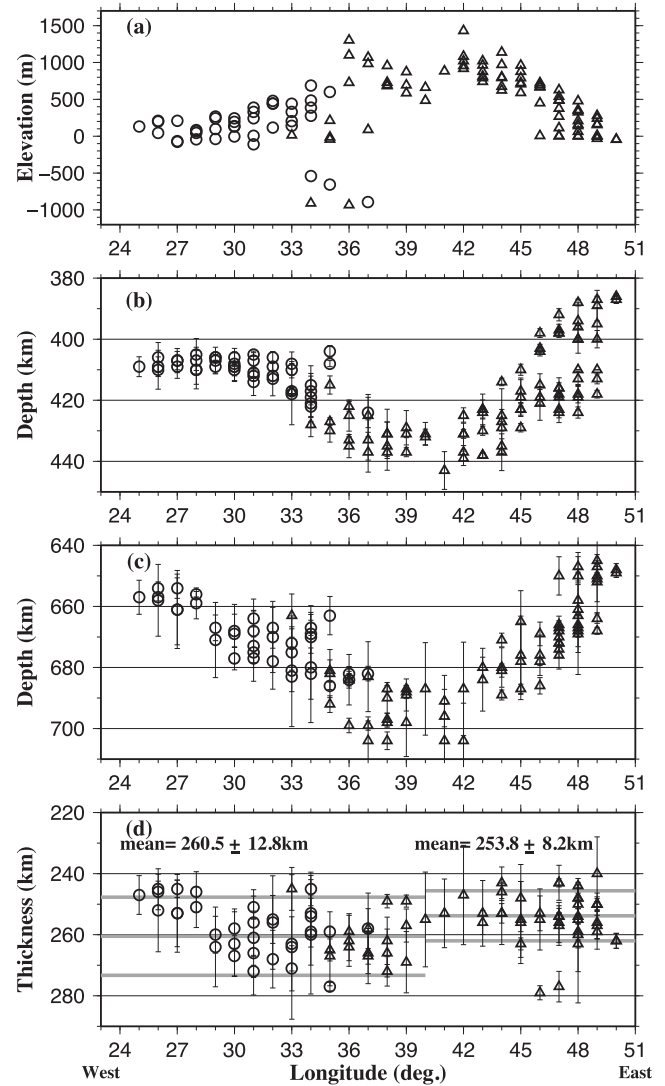 (a)
Elevation (m)
1500
1000
500
0
−500
−1000
24 27 30 33 36 39 42 45 48 51
(b)
Depth (km)
380
400
420
440
24 27 30 33 36 39 42 45 48 51
(c)
Depth (km)
640
660
680
700
24 27 30 33 36 39 42 45 48 51
(d)
mean= 260.5 ± 12.8km
mean= 253.8 ± 8.2km
Thickness (km)
220
240
260
280
24 27 30 33 36 39 42 45 48 51
West Longitude (deg.) East